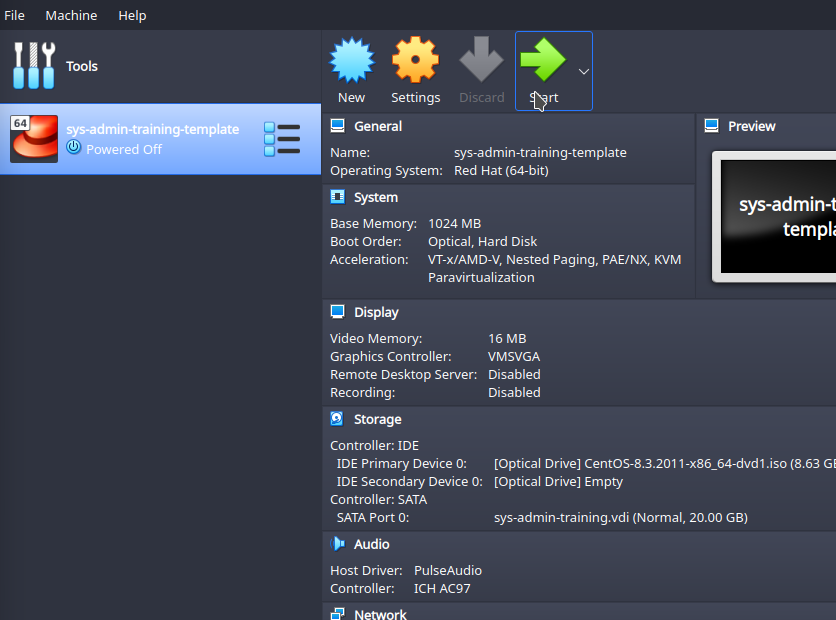 File Machine Help
Tools
New Settings Discard Start
64
sys-admin-training-template
Powered Off
General
Name: sys-admin-training-template
Operating System: Red Hat (64-bit)
System
Base Memory: 1024 MB
Boot Order: Optical, Hard Disk
Acceleration: VT-x/AMD-V, Nested Paging, PAE/NX, KVM
Paravirtualization
Preview
sys-admin-t
templa
Display
Video Memory: 16 MB
Graphics Controller: VMSVGA
Remote Desktop Server: Disabled
Recording: Disabled
Storage
Controller: IDE
IDE Primary Device 0: [Optical Drive] CentOS-8.3.2011-x86_64-dvd1.iso (8.63 G
IDE Secondary Device 0: [Optical Drive] Empty
Controller: SATA
SATA Port 0: sys-admin-training.vdi (Normal, 20.00 GB)
Audio
Host Driver: PulseAudio
Controller: ICH AC97
Network